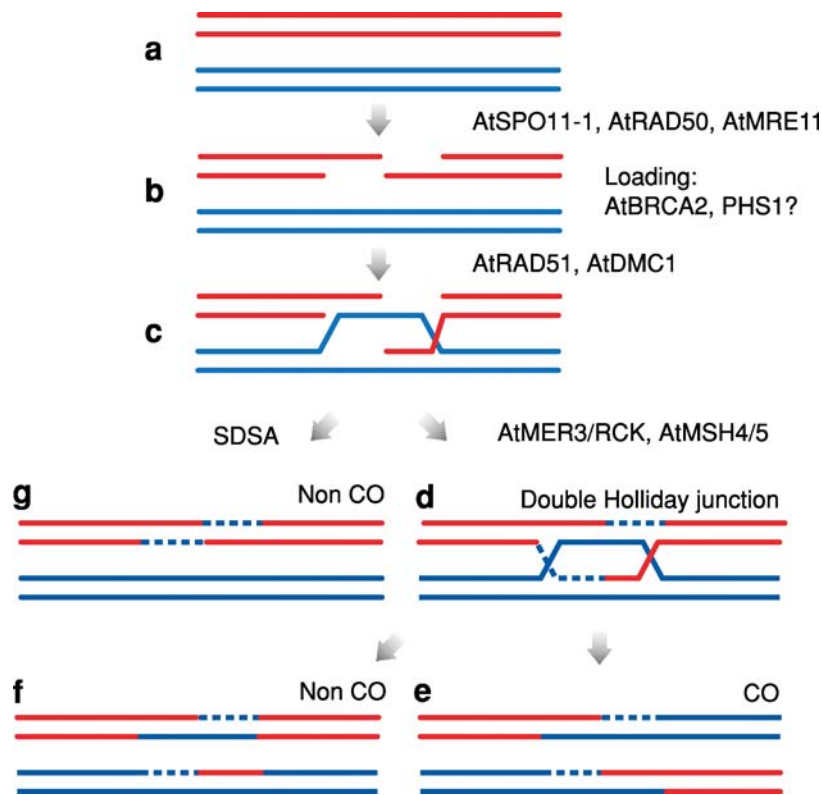 a
AtSPO11-1, AtRAD50, AtMRE11
b
Loading:
AtBRCA2, PHS1?
AtRAD51, AtDMC1
c
SDSA
AtMER3/RCK, AtMSH4/5
g
Non CO
d
Double Holliday junction
f
Non CO
e
CO